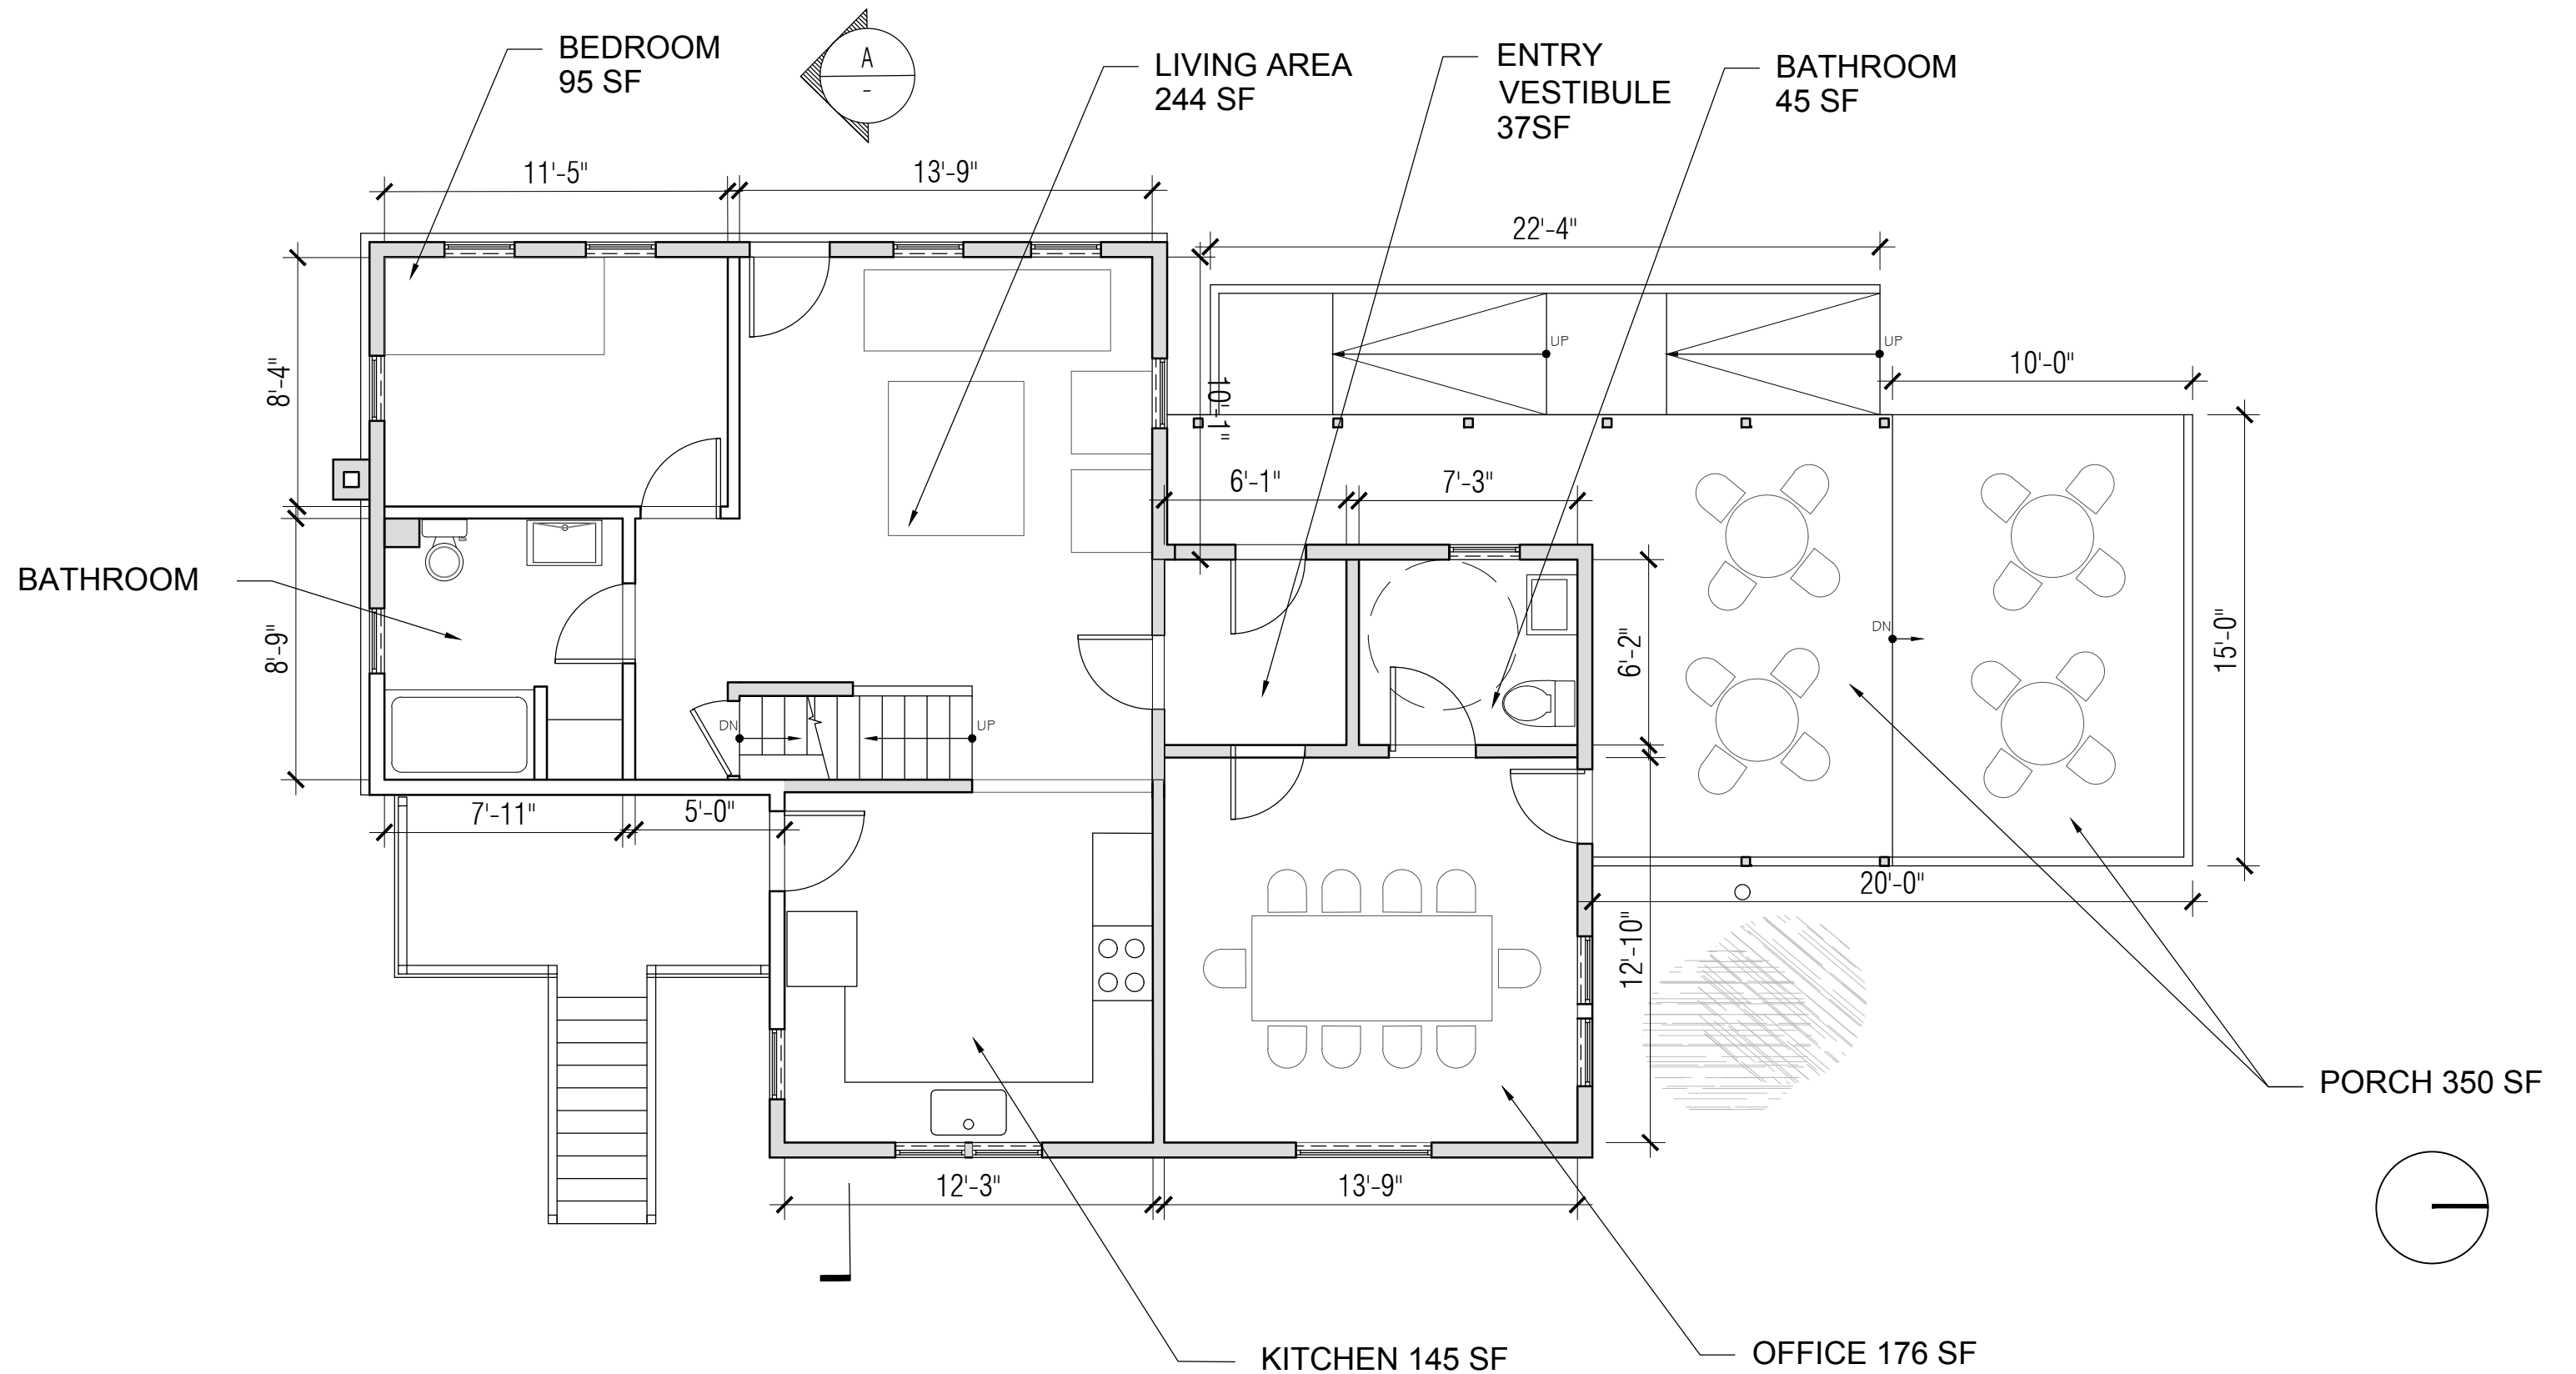 BEDROOM
95 SF
A
-
LIVING AREA
244 SF
ENTRY
VESTIBULE
37SF
BATHROOM
45 SF
11'-5"
13'-9"
22'-4"
8'-4"
UP
UP
10'-0"
10'-1"
6'-1"
7'-3"
BATHROOM
8'-9"
6'-2"
DN
15'-0"
DN
UP
7'-11"
5'-0"
20'-0"
12'-10"
PORCH 350 SF
12'-3"
13'-9"
KITCHEN 145 SF
OFFICE 176 SF